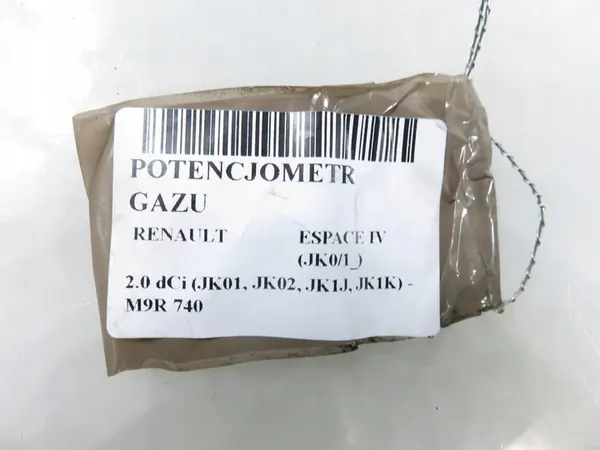 POTENCJOMETR
GAZU
RENAULT ESPACE IV
(JK0/1_)
2.0 dCi (JK01, JK02, JK1J, JK1K) -
M9R 740